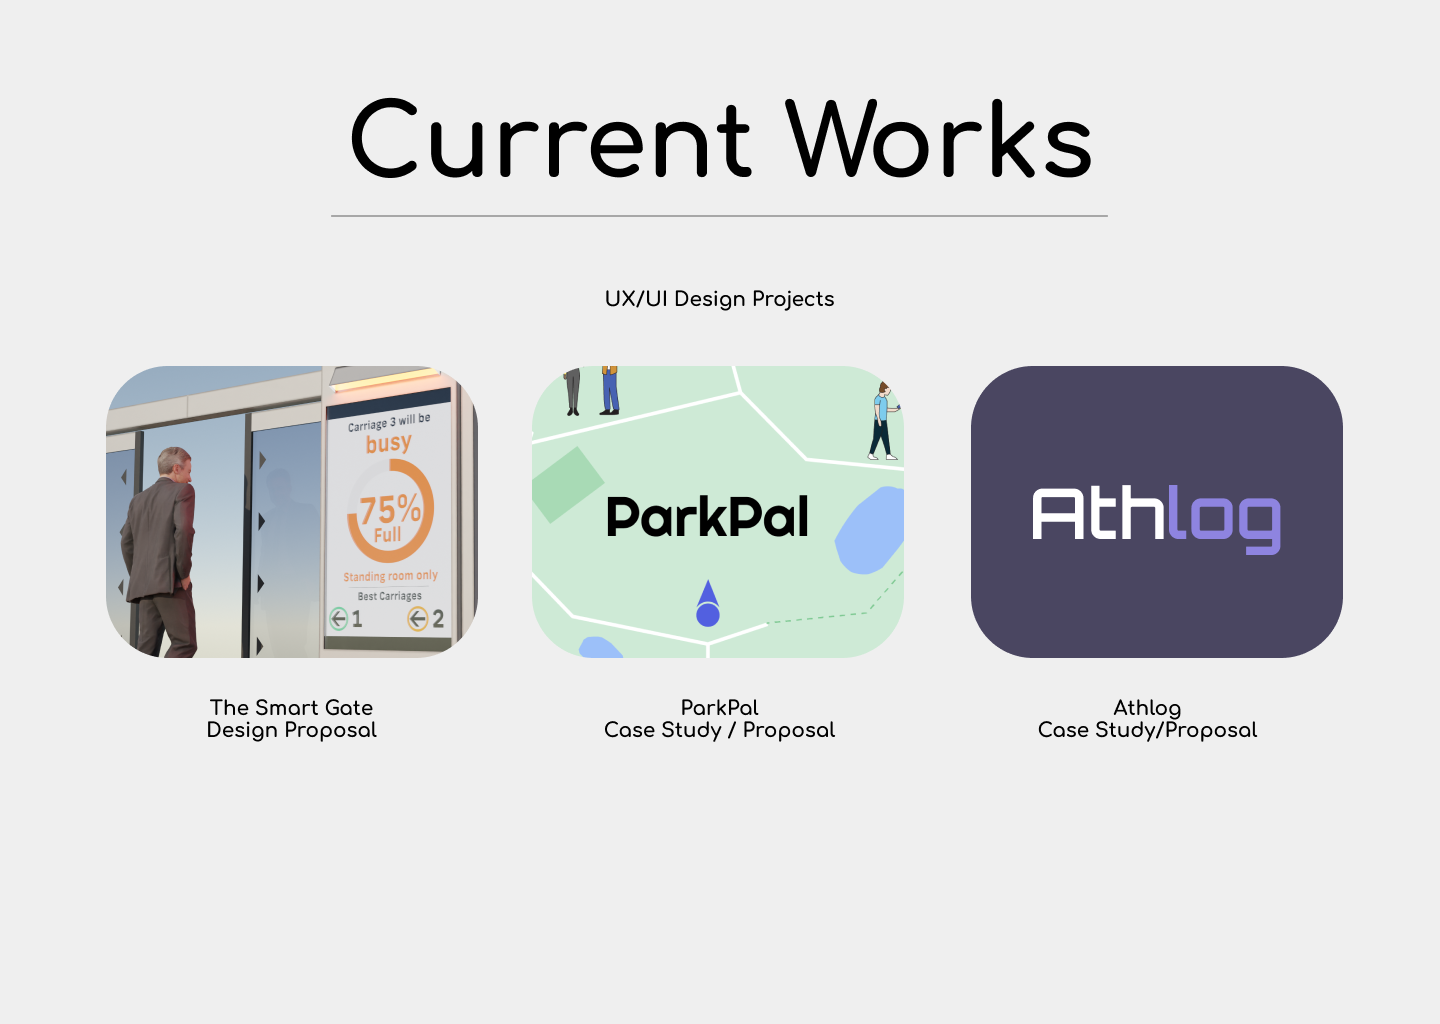 Current Works
UX/UI Design Projects
Carriage 3 will be
busy
75%
Full
Standing room only
Best Carriages
1
2
ParkPal
Athlog
The Smart Gate
Design Proposal
ParkPal
Case Study / Proposal
Athlog
Case Study/Proposal